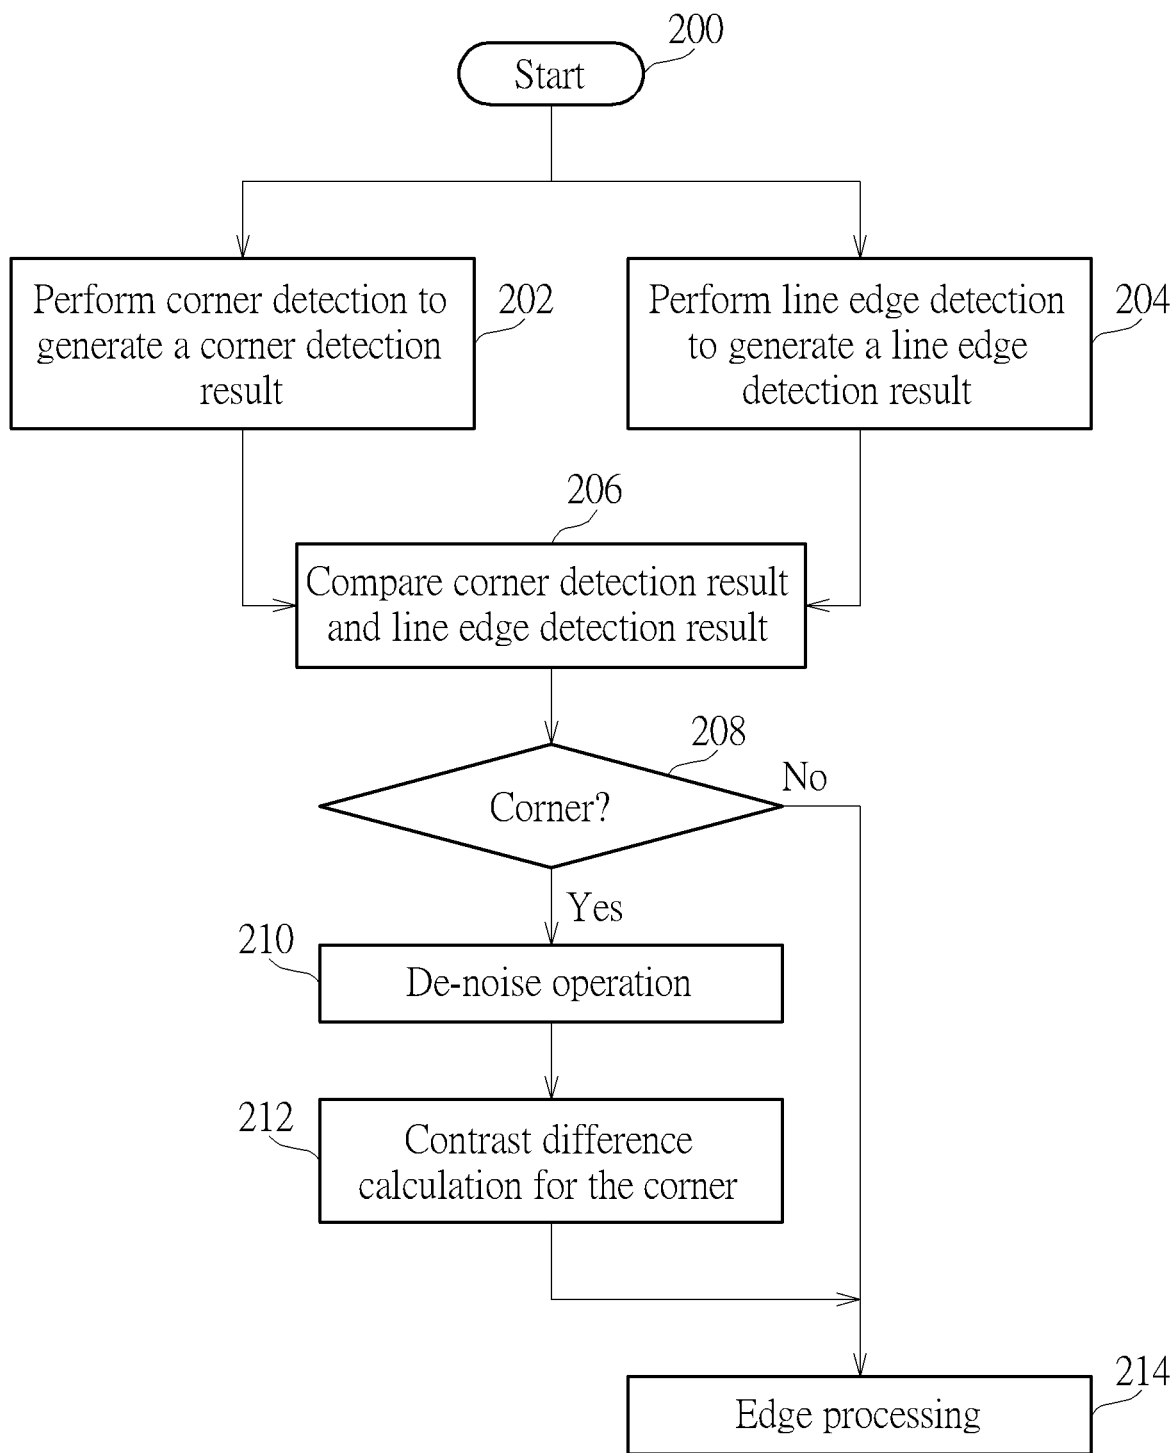 200
Start
Perform corner detection to
generate a corner detection
result
202
Perform line edge detection
to generate a line edge
detection result
204
206
Compare corner detection result
and line edge detection result
208
Corner?
No
Yes
210
De-noise operation
212
Contrast difference
calculation for the corner
214
Edge processing